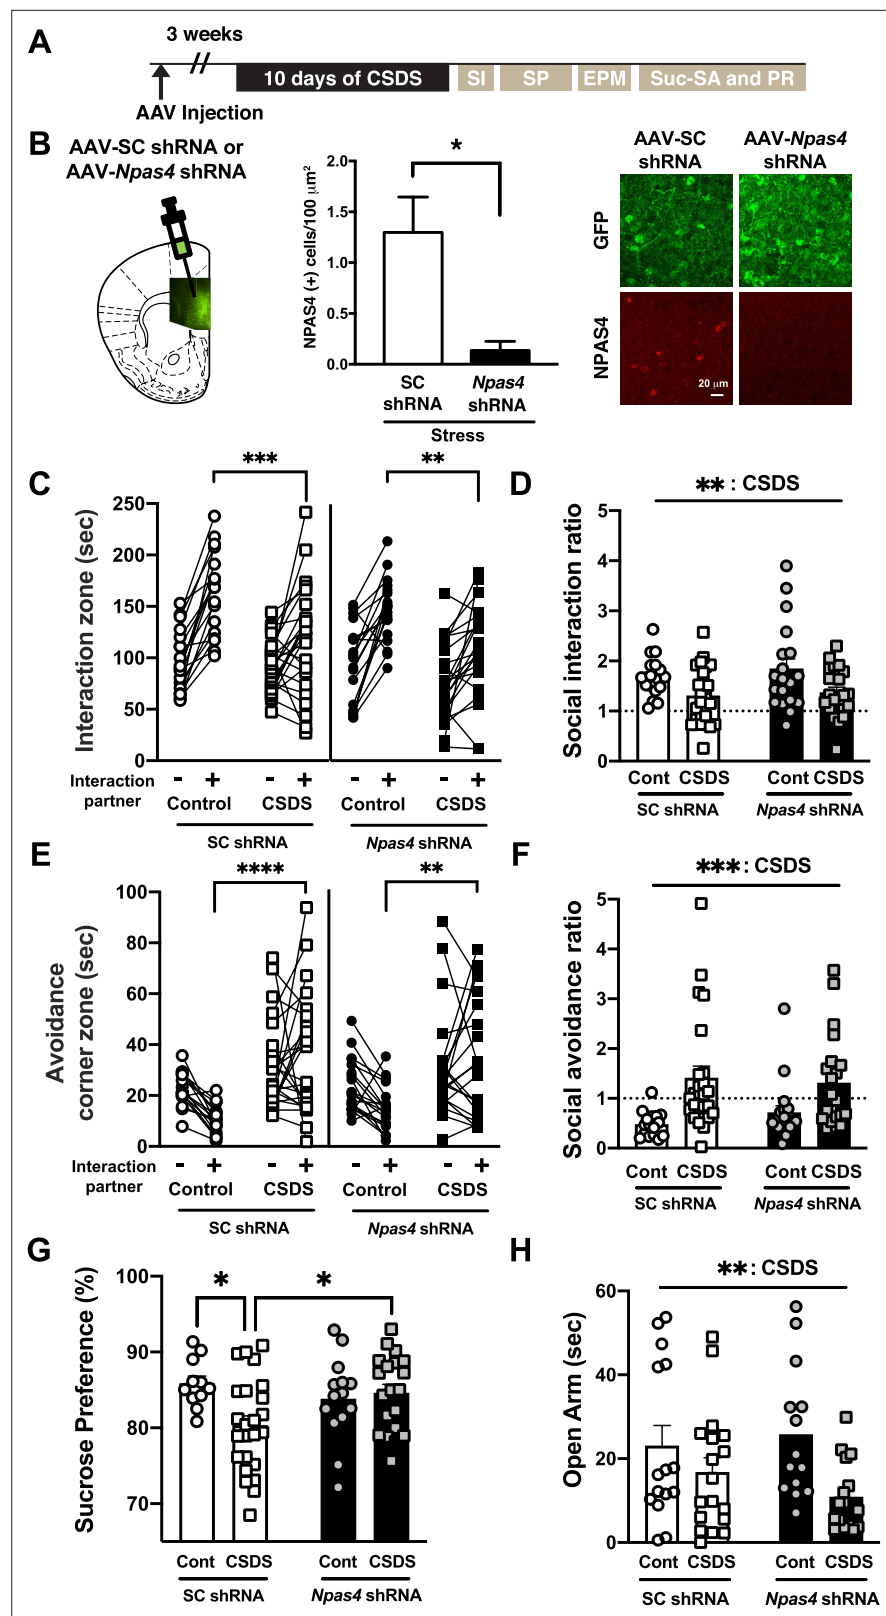 A
3 weeks
10 days of CSDS
SI
SP
EPM
Suc-SA and PR
AAV Injection
B
AAV-SC shRNA or
AAV-Npas4 shRNA
NPAS4 (+) cells/100 μm²
2.0
1.5
1.0
0.5
0.0
*
SC
shRNA
Npas4
shRNA
Stress
AAV-SC
shRNA
AAV-Npas4
shRNA
GFP
NPAS4
20 μm
C
Interaction zone (sec)
250
200
150
100
50
0
***
**
Interaction
partner
- + - + - + - +
Control CSDS Control CSDS
SC shRNA
Npas4 shRNA
D
**: CSDS
Social interaction ratio
5
4
3
2
1
0
Cont CSDS Cont CSDS
SC shRNA
Npas4 shRNA
E
Avoidance
corner zone (sec)
100
80
60
40
20
0
****
**
Interaction
partner
- + - + - + - +
Control CSDS Control CSDS
SC shRNA
Npas4 shRNA
F
***: CSDS
Social avoidance ratio
5
4
3
2
1
0
Cont CSDS Cont CSDS
SC shRNA
Npas4 shRNA
G
Sucrose Preference (%)
100
90
80
70
*
*
Cont CSDS Cont CSDS
SC shRNA
Npas4 shRNA
H
**: CSDS
Open Arm (sec)
60
40
20
0
Cont CSDS Cont CSDS
SC shRNA
Npas4 shRNA